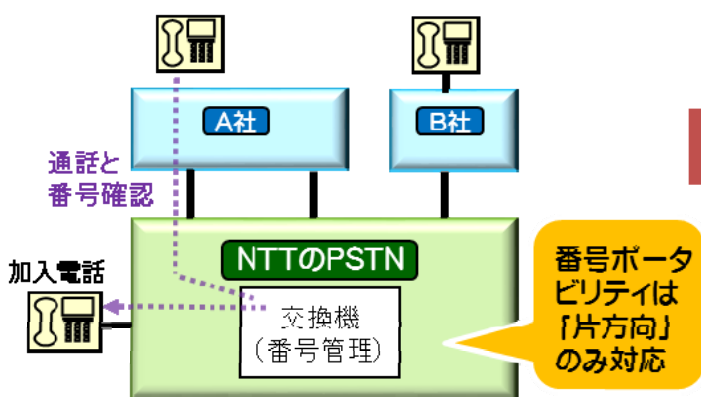 A社
B社
通話と
番号確認
NTTのPSTN
加入電話
交換機
(番号管理)
番号ポータ
ビリティは
「片方向」
のみ対応